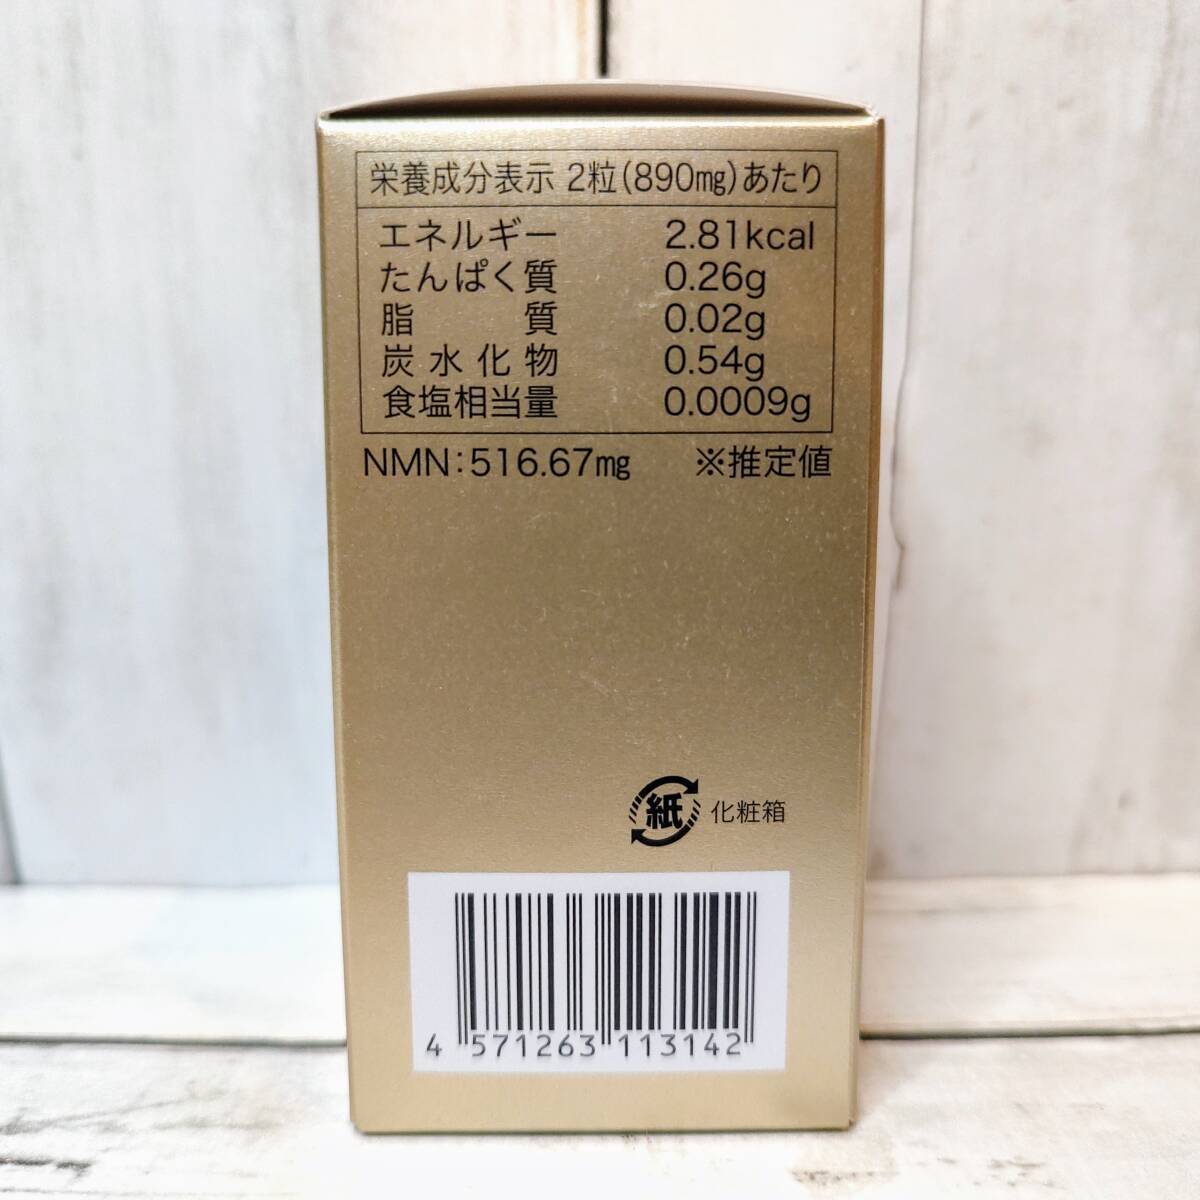 栄養成分表示 2粒(890㎎)あたり
エネルギー 2.81kcal
たんぱく質 0.26g
脂質 0.02g
炭水化物 0.54g
食塩相当量 0.0009g
NMN:516.67㎎ ※推定値
紙 化粧箱
4 571263 113142